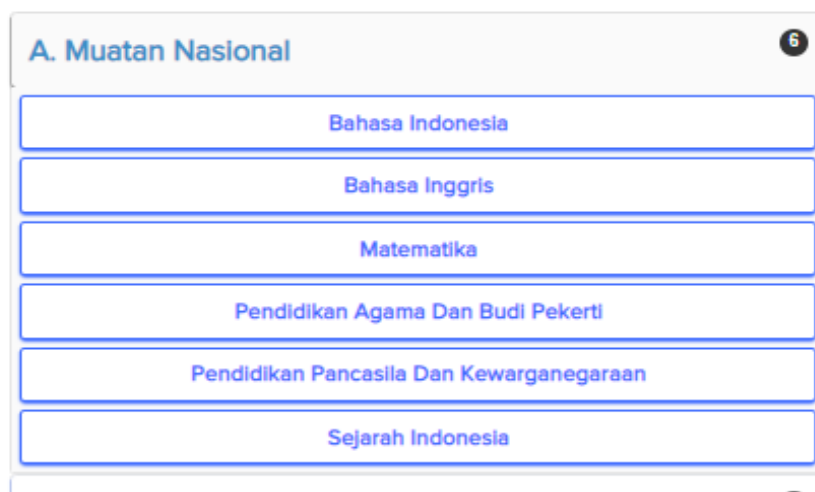 A. Muatan Nasional
6
Bahasa Indonesia
Bahasa Inggris
Matematika
Pendidikan Agama Dan Budi Pekerti
Pendidikan Pancasila Dan Kewarganegaraan
Sejarah Indonesia